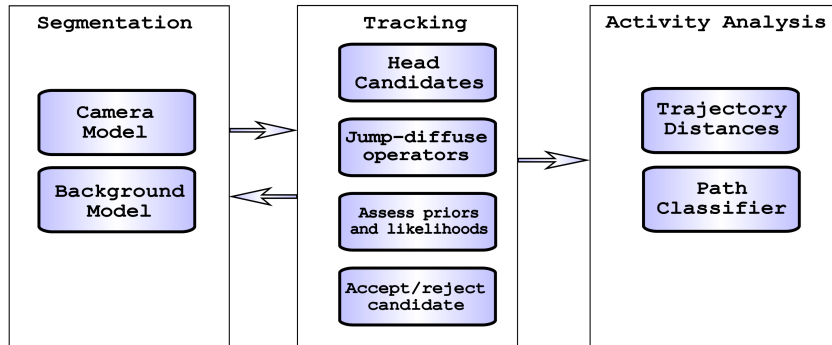 Segmentation
Camera
Model
Background
Model
Tracking
Head
Candidates
Jump-diffuse
operators
Assess priors
and likelihoods
Accept/reject
candidate
Activity Analysis
Trajectory
Distances
Path
Classifier